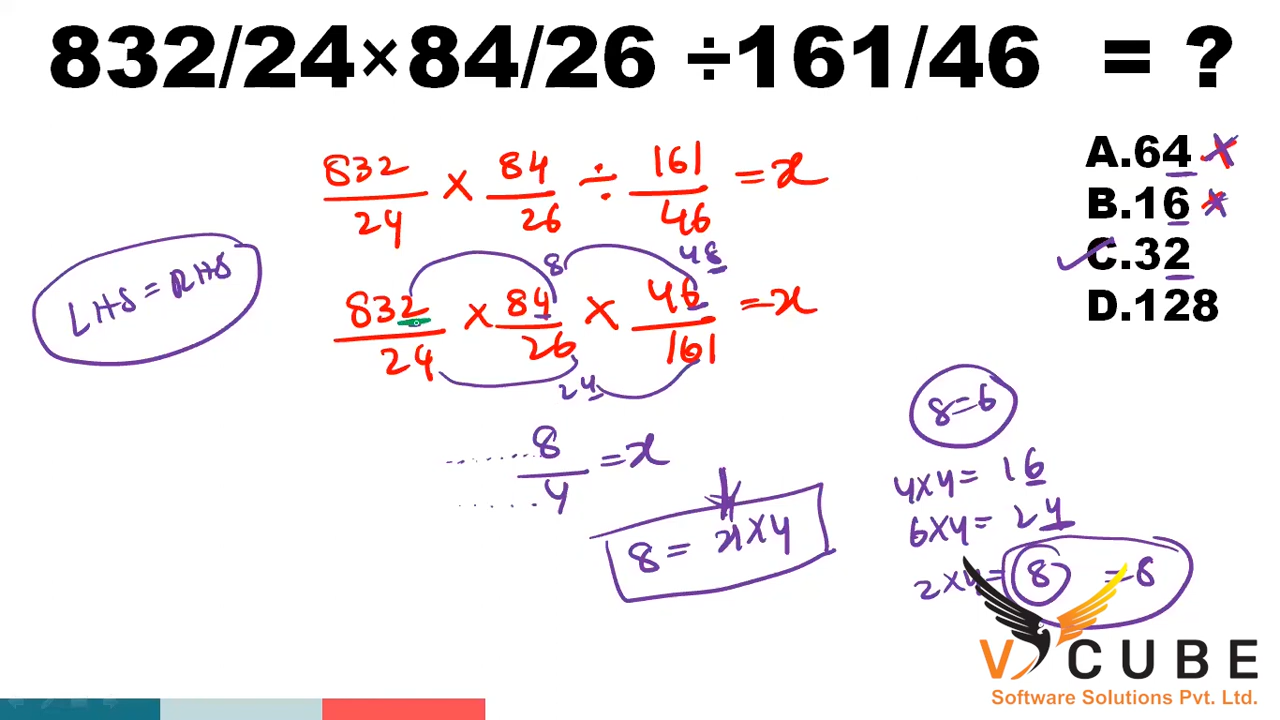 832/24×84/26 ÷161/46 = ?
832/24 × 84/26 ÷ 161/46 = x
A.64
B.16
C.32
D.128
LHS = RHS
8
48
832/24 × 84/26 × 46/161 = x
24
8/4 = x
8 = x×4
8=6
4×4= 16
6×4= 24
2×4= 8 =8
V CUBE
Software Solutions Pvt. Ltd.